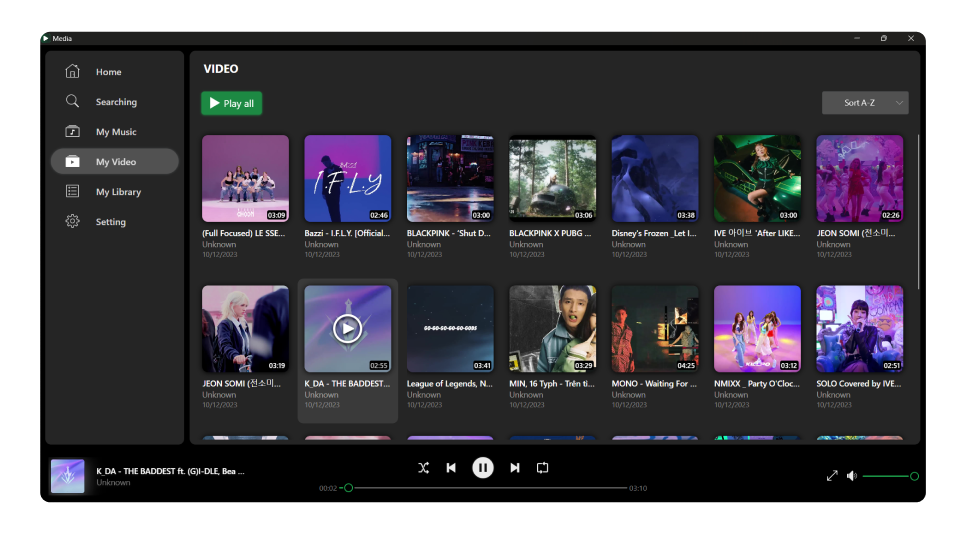 Media
Home
Searching
My Music
My Video
My Library
Setting
VIDEO
Play all
Sort A-Z
03:09
BAZZI
I.F.L.Y
02:46
03:00
03:06
03:38
03:00
02:26
(Full Focused) LE SSE...
Bazzi - I.F.L.Y. [Official...
BLACKPINK - 'Shut D...
BLACKPINK X PUBG ...
Disney's Frozen _Let I...
IVE 아이브 'After LIKE...
JEON SOMI (전소미...
Unknown
Unknown
Unknown
Unknown
Unknown
Unknown
Unknown
10/12/2023
10/12/2023
10/12/2023
10/12/2023
10/12/2023
10/12/2023
10/12/2023
03:19
02:55
GO-GO-GO-GO-GO-GODS
03:41
03:29
04:25
03:12
02:51
JEON SOMI (전소미...
K_DA - THE BADDEST...
League of Legends, N...
MIN, 16 Typh - Trên ti...
MONO - Waiting For ...
NMIXX _ Party O'Cloc...
SOLO Covered by IVE...
Unknown
Unknown
Unknown
Unknown
Unknown
Unknown
Unknown
10/12/2023
10/12/2023
10/12/2023
10/12/2023
10/12/2023
10/12/2023
10/12/2023
K_DA - THE BADDEST ft. (G)I-DLE, Bea ...
Unknown
00:02
03:10